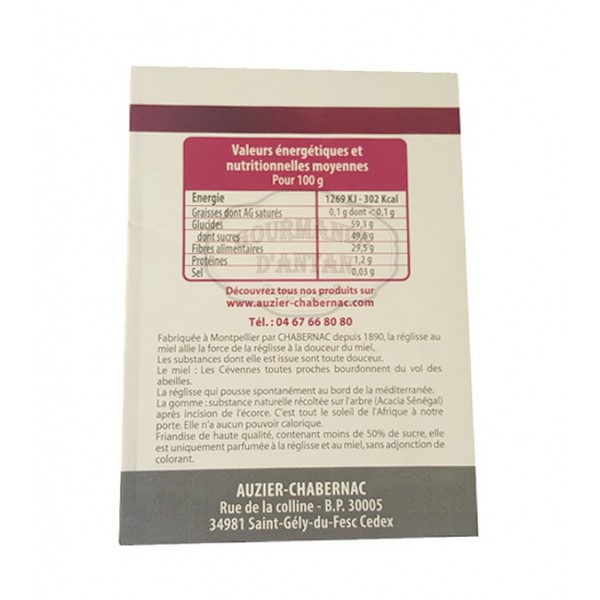 Valeurs énergétiques et
nutritionnelles moyennes
Pour 100 g
Energie 1269 KJ - 302 Kcal
Graisses dont AG saturés 0,1 g dont <0,1 g
Glucides 59,3 g
dont sucres 49,6 g
Fibres alimentaires 29,5 g
Protéines 1,2 g
Sel 0,03 g
GOURMANDISES
D'ANTAN
Découvrez tous nos produits sur
www.auzier-chabernac.com
Tél. : 04 67 66 80 80
Fabriquée à Montpellier par CHABERNAC depuis 1890, la réglisse au
miel allie la force de la réglisse à la douceur du miel.
Les substances dont elle est issue sont toute douceur.
Le miel : Les Cévennes toutes proches bourdonnent du vol des
abeilles.
La réglisse qui pousse spontanément au bord de la méditerranée.
La gomme : substance naturelle récoltée sur l'arbre (Acacia Sénégal)
après incision de l'écorce. C'est tout le soleil de l'Afrique à notre
porte. Elle n'a aucun pouvoir calorique.
Friandise de haute qualité, contenant moins de 50% de sucre, elle
est uniquement parfumée à la réglisse et au miel, sans adjonction de
colorant.
AUZIER-CHABERNAC
Rue de la colline - B.P. 30005
34981 Saint-Gély-du-Fesc Cedex